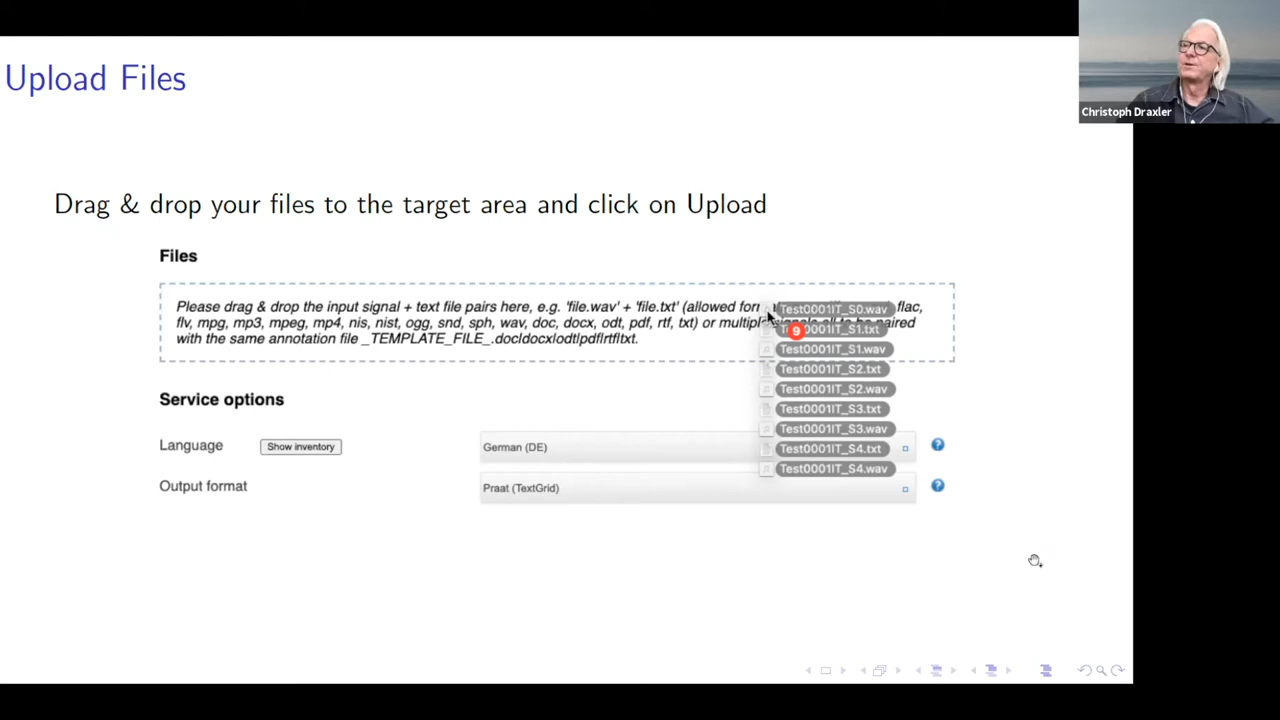 Upload Files
Christoph Draxler
Drag & drop your files to the target area and click on Upload
Files
Please drag & drop the input signal + text file pairs here, e.g. 'file.wav' + 'file.txt' (allowed flac,
flv, mpg, mp3, mpeg, mp4, nis, nist, ogg, snd, sph, wav, doc, docx, odt, pdf, rtf, txt) or
with the same annotation file _TEMPLATE_FILE_.doc|docx|odt|pdf|rtf|txt.
Test0001IT_S0.wav
9
Test0001IT_S1.wav
Test0001IT_S2.txt
Test0001IT_S2.wav
Test0001IT_S3.txt
Test0001IT_S3.wav
Test0001IT_S4.txt
Test0001IT_S4.wav
Service options
Language Show inventory German (DE)
Output format Praat (TextGrid)